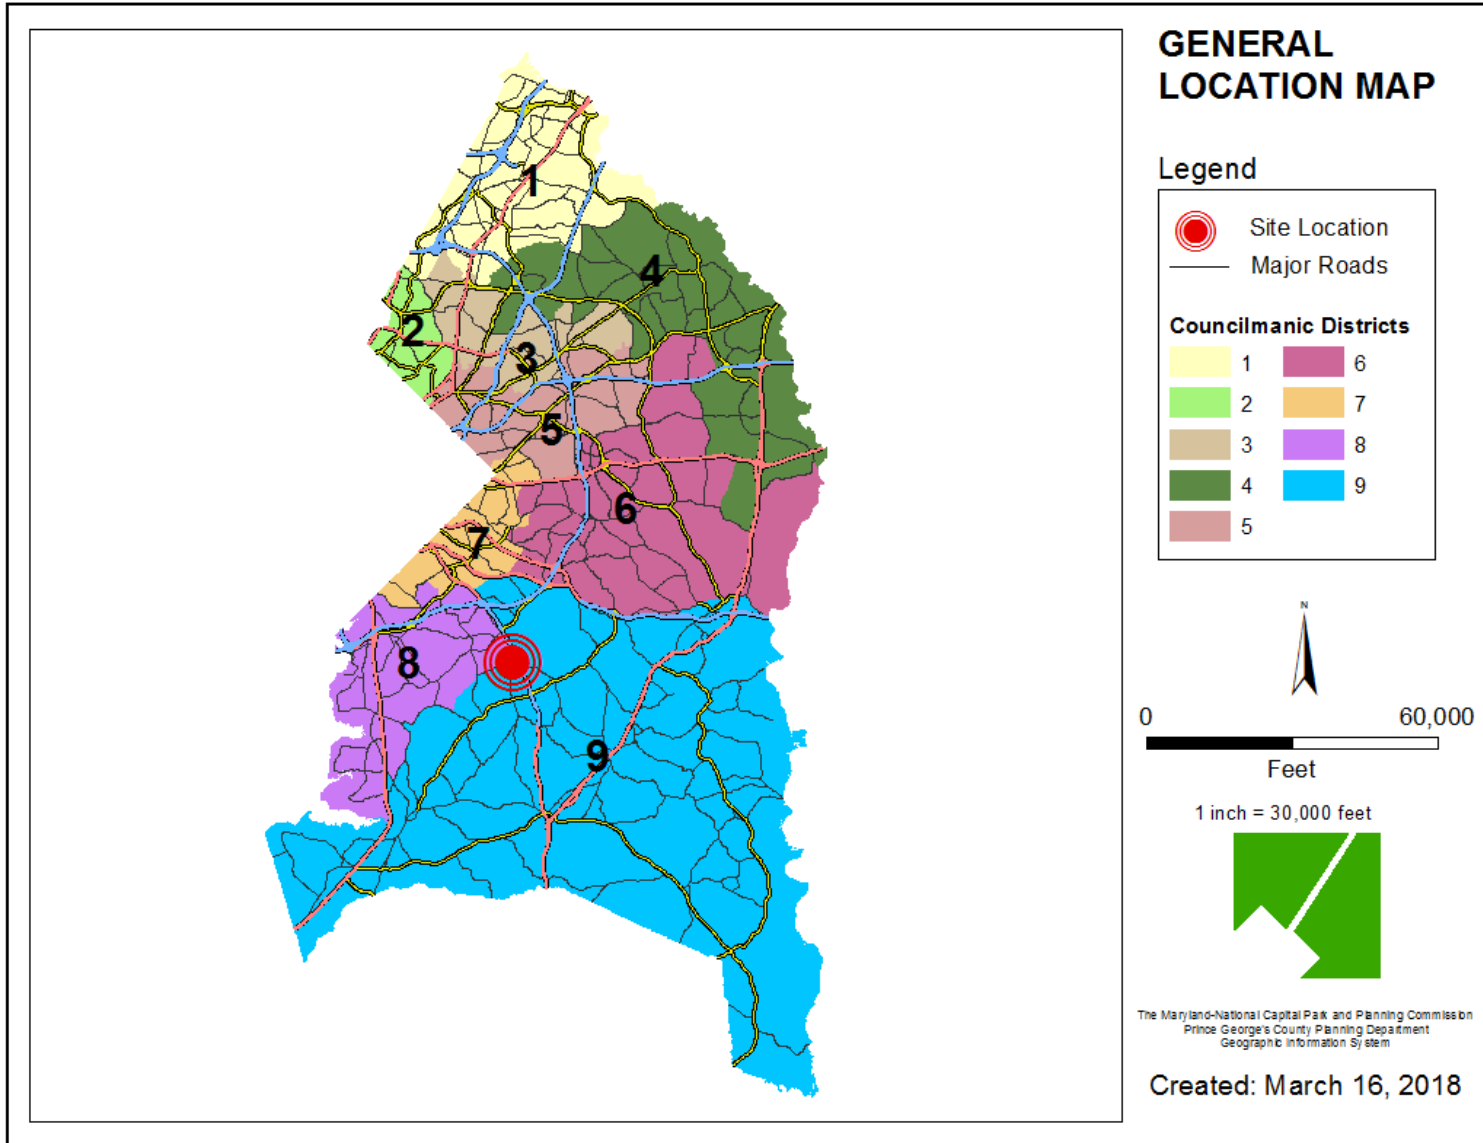 GENERAL
LOCATION MAP
Legend
Site Location
Major Roads
Councilmanic Districts
1 6
2 7
3 8
4 9
5
1
4
2
3
5
6
7
8
9
N
0 60,000
Feet
1 inch = 30,000 feet
The Maryland-National Capital Park and Planning Commission
Prince George's County Planning Department
Geographic Information System
Created: March 16, 2018